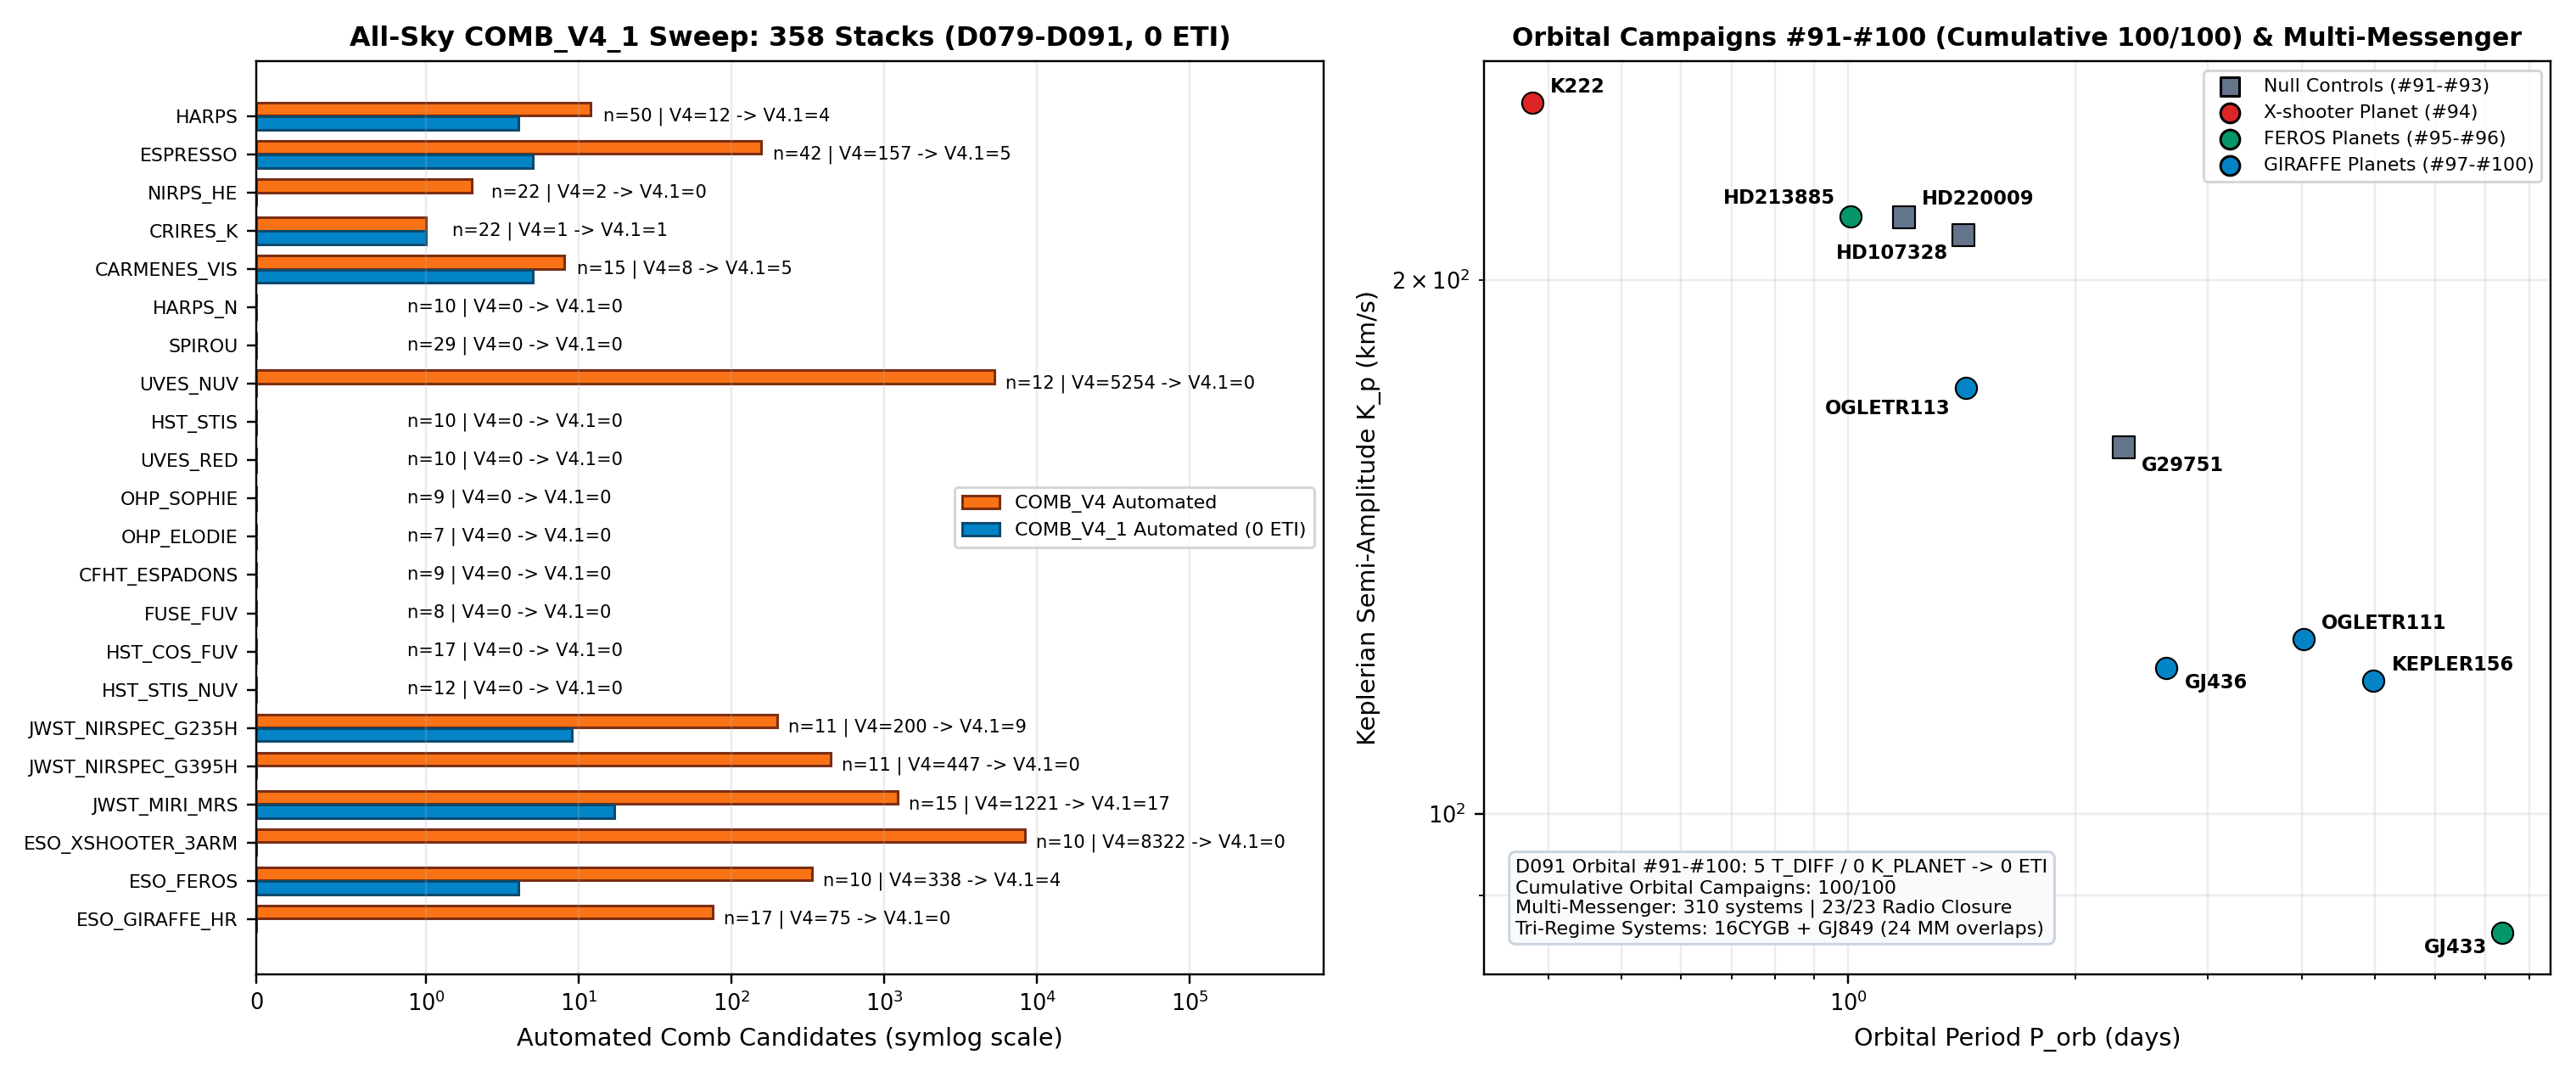 All-Sky COMB_V4_1 Sweep: 358 Stacks (D079-D091, 0 ETI)
HARPS
n=50 | V4=12 -> V4.1=4
ESPRESSO
n=42 | V4=157 -> V4.1=5
NIRPS_HE
n=22 | V4=2 -> V4.1=0
CRIRES_K
n=22 | V4=1 -> V4.1=1
CARMENES_VIS
n=15 | V4=8 -> V4.1=5
HARPS_N
n=10 | V4=0 -> V4.1=0
SPIROU
n=29 | V4=0 -> V4.1=0
UVES_NUV
n=12 | V4=5254 -> V4.1=0
HST_STIS
n=10 | V4=0 -> V4.1=0
UVES_RED
n=10 | V4=0 -> V4.1=0
OHP_SOPHIE
n=9 | V4=0 -> V4.1=0
OHP_ELODIE
n=7 | V4=0 -> V4.1=0
CFHT_ESPADONS
n=9 | V4=0 -> V4.1=0
FUSE_FUV
n=8 | V4=0 -> V4.1=0
HST_COS_FUV
n=17 | V4=0 -> V4.1=0
HST_STIS_NUV
n=12 | V4=0 -> V4.1=0
JWST_NIRSPEC_G235H
n=11 | V4=200 -> V4.1=9
JWST_NIRSPEC_G395H
n=11 | V4=447 -> V4.1=0
JWST_MIRI_MRS
n=15 | V4=1221 -> V4.1=17
ESO_XSHOOTER_3ARM
n=10 | V4=8322 -> V4.1=0
ESO_FEROS
n=10 | V4=338 -> V4.1=4
ESO_GIRAFFE_HR
n=17 | V4=75 -> V4.1=0
COMB_V4 Automated
COMB_V4_1 Automated (0 ETI)
0 10⁰ 10¹ 10² 10³ 10⁴ 10⁵
Automated Comb Candidates (symlog scale)
Orbital Campaigns #91-#100 (Cumulative 100/100) & Multi-Messenger
Null Controls (#91-#93)
X-shooter Planet (#94)
FEROS Planets (#95-#96)
GIRAFFE Planets (#97-#100)
Keplerian Semi-Amplitude K_p (km/s)
2 × 10²
10²
K222
HD213885
HD220009
HD107328
OGLETR113
G29751
OGLETR111
KEPLER156
GJ436
GJ433
D091 Orbital #91-#100: 5 T_DIFF / 0 K_PLANET -> 0 ETI
Cumulative Orbital Campaigns: 100/100
Multi-Messenger: 310 systems | 23/23 Radio Closure
Tri-Regime Systems: 16CYGB + GJ849 (24 MM overlaps)
10⁰
Orbital Period P_orb (days)